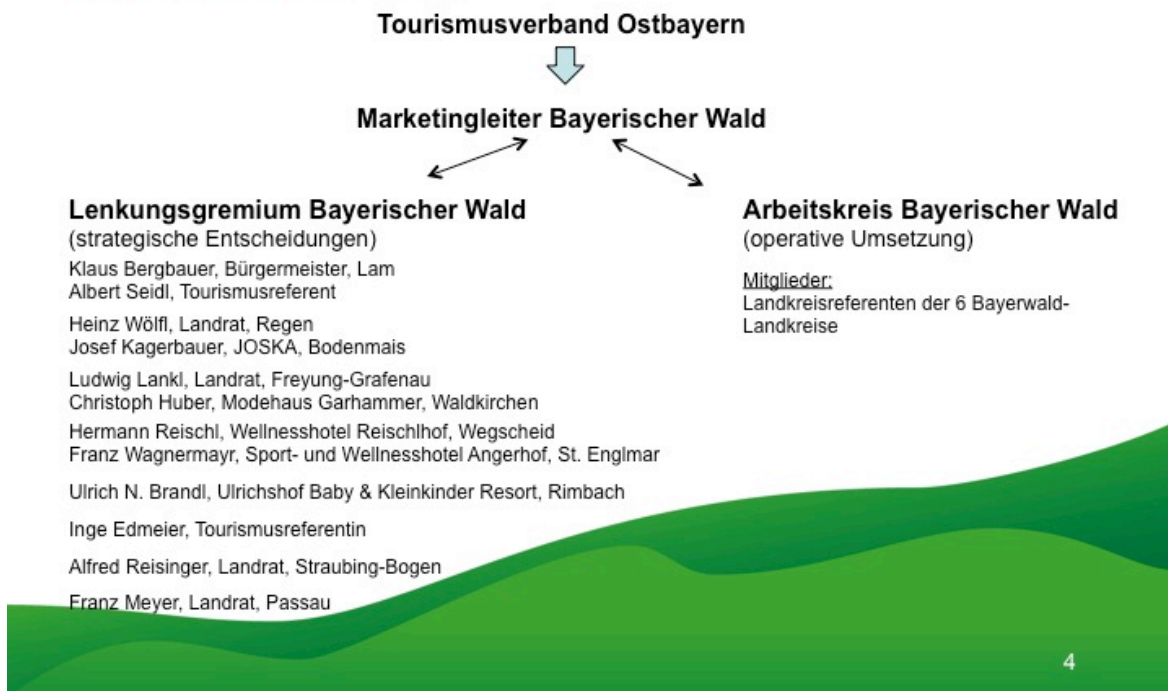 Tourismusverband Ostbayern
Marketingleiter Bayerischer Wald
Lenkungsgremium Bayerischer Wald
(strategische Entscheidungen)
Klaus Bergbauer, Bürgermeister, Lam
Albert Seidl, Tourismusreferent
Heinz Wölfl, Landrat, Regen
Josef Kagerbauer, JOSKA, Bodenmais
Ludwig Lankl, Landrat, Freyung-Grafenau
Christoph Huber, Modehaus Garhammer, Waldkirchen
Hermann Reischl, Wellnesshotel Reischlhof, Wegscheid
Franz Wagnermayr, Sport- und Wellnesshotel Angerhof, St. Englmar
Ulrich N. Brandl, Ulrichshof Baby & Kleinkinder Resort, Rimbach
Inge Edmeier, Tourismusreferentin
Alfred Reisinger, Landrat, Straubing-Bogen
Franz Meyer, Landrat, Passau
Arbeitskreis Bayerischer Wald
(operative Umsetzung)
Mitglieder:
Landkreisreferenten der 6 Bayerwald-
Landkreise
4